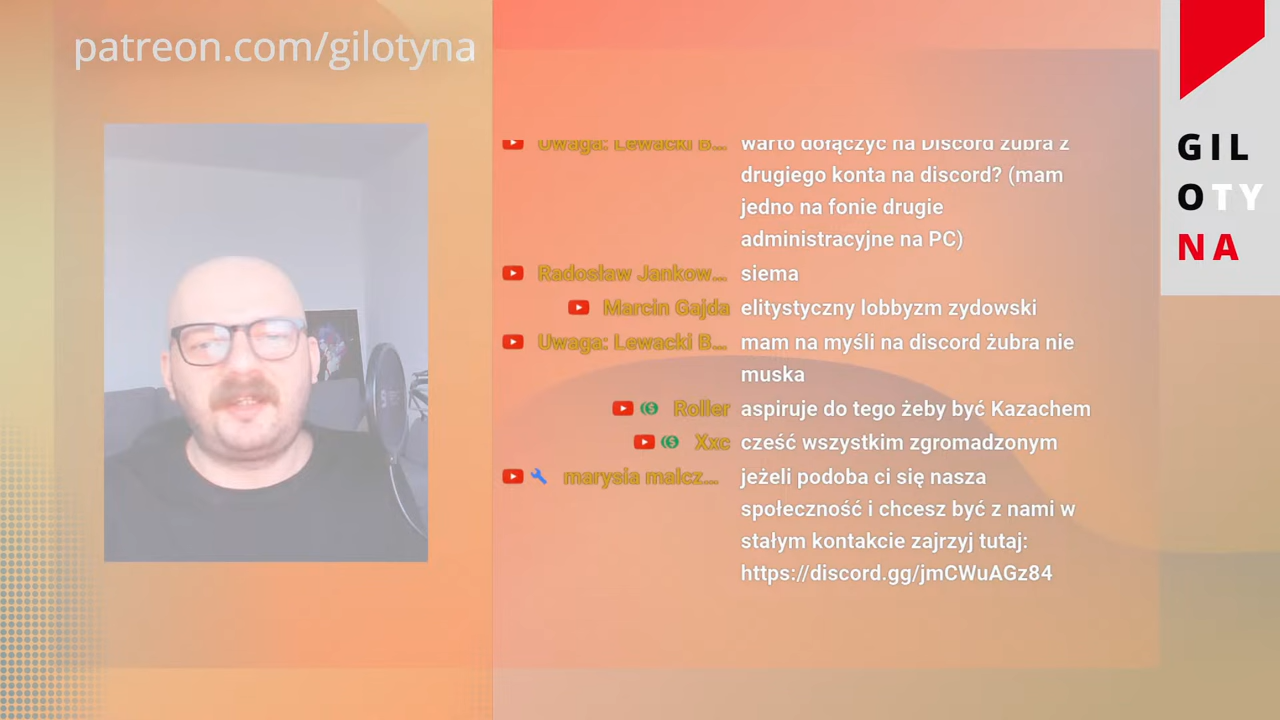 patreon.com/gilotyna
Uwaga: Lewacki B... warto dołączyć na Discord żubra z
drugiego konta na discord? (mam
jedno na fonie drugie
administracyjne na PC)
Radosław Jankow... siema
Marcin Gajda elitystyczny lobbyzm zydowski
Uwaga: Lewacki B... mam na myśli na discord żubra nie
muska
Roller aspiruje do tego żeby być Kazachem
Xxc cześć wszystkim zgromadzonym
marysia malcz... jeżeli podoba ci się nasza
społeczność i chcesz być z nami w
stałym kontakcie zajrzyj tutaj:
https://discord.gg/jmCWuAGz84
GIL
OTY
NA